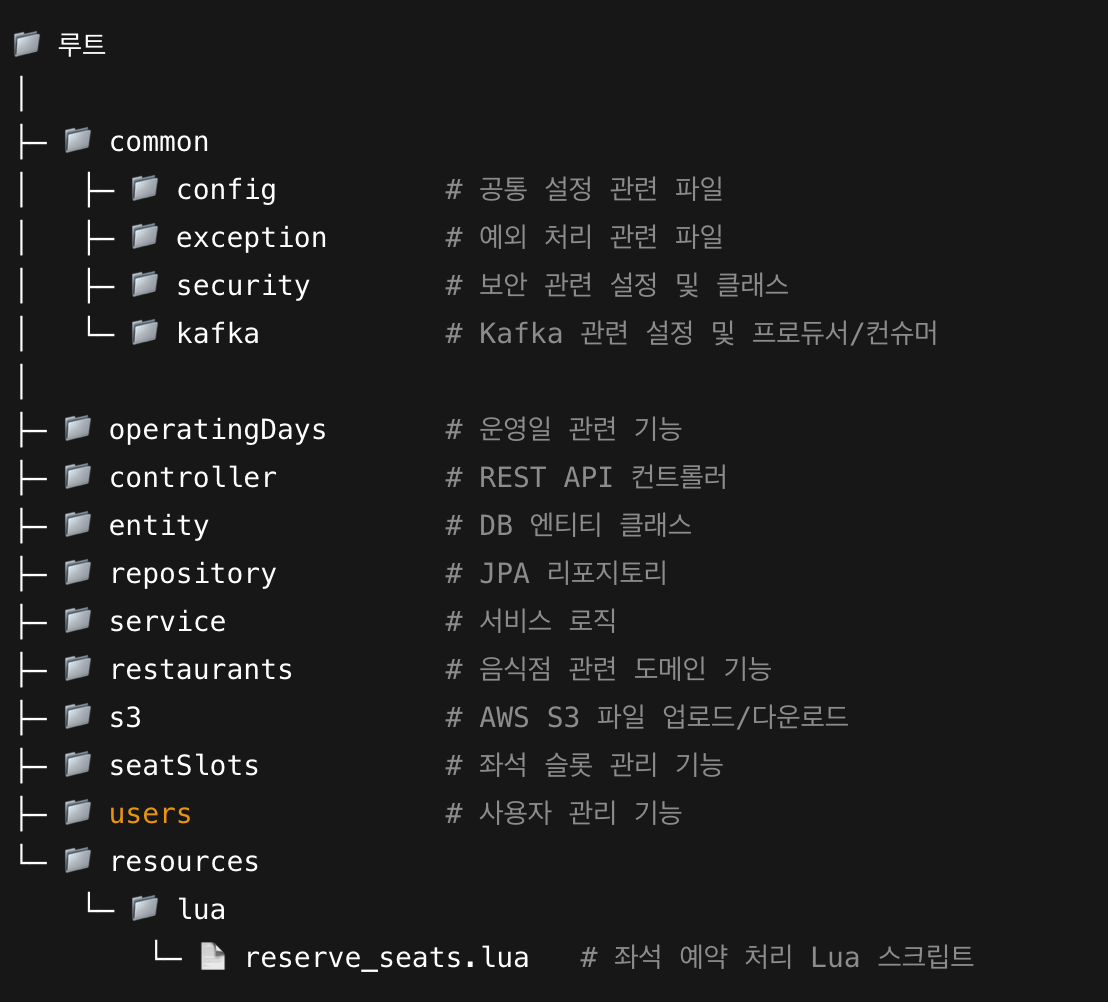 📁 루트
│
├─ 📁 common
│   ├─ 📁 config          # 공통 설정 관련 파일
│   ├─ 📁 exception       # 예외 처리 관련 파일
│   ├─ 📁 security        # 보안 관련 설정 및 클래스
│   └─ 📁 kafka           # Kafka 관련 설정 및 프로듀서/컨슈머
│
├─ 📁 operatingDays       # 운영일 관련 기능
├─ 📁 controller          # REST API 컨트롤러
├─ 📁 entity              # DB 엔티티 클래스
├─ 📁 repository          # JPA 리포지토리
├─ 📁 service             # 서비스 로직
├─ 📁 restaurants         # 음식점 관련 도메인 기능
├─ 📁 s3                  # AWS S3 파일 업로드/다운로드
├─ 📁 seatSlots           # 좌석 슬롯 관리 기능
├─ 📁 users               # 사용자 관리 기능
└─ 📁 resources
    └─ 📁 lua
        └─ 📄 reserve_seats.lua   # 좌석 예약 처리 Lua 스크립트